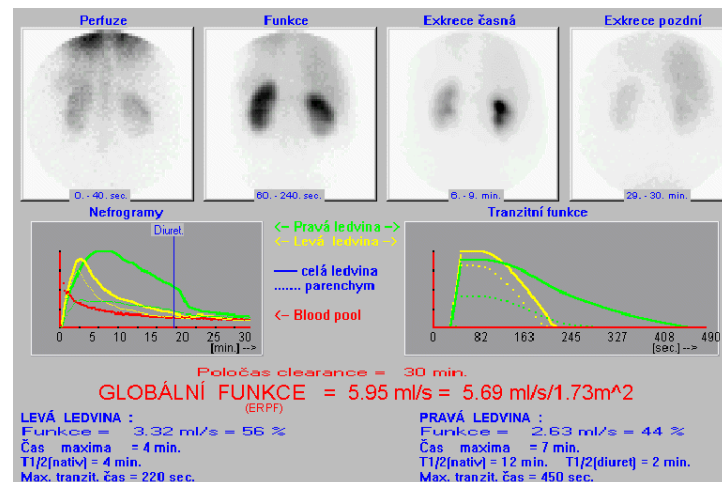 Perfuze
Funkce
Exkrece časná
Exkrece pozdní
0. - 40. sec.
60. - 240. sec.
6. - 9. min.
29. - 30. min.
Nefrogramy
Tranzitní funkce
Diuret.
<- Pravá ledvina ->
<- Levá ledvina ->
— celá ledvina
..... parenchym
<- Blood pool
0 5 10 15 20 25 30
[min.] -->
0 82 163 245 327 408 490
[sec.] -->
Poločas clearance = 30 min.
GLOBÁLNÍ FUNKCE = 5.95 ml/s = 5.69 ml/s/1.73m^2
(ERPF)
LEVÁ LEDVINA :
Funkce = 3.32 ml/s = 56 %
Čas maxima = 4 min.
T1/2(nativ) = 4 min.
Max. tranzit. čas = 220 sec.
PRAVÁ LEDVINA :
Funkce = 2.63 ml/s = 44 %
Čas maxima = 7 min.
T1/2(nativ) = 12 min. T1/2(diuret) = 2 min.
Max. tranzit. čas = 450 sec.